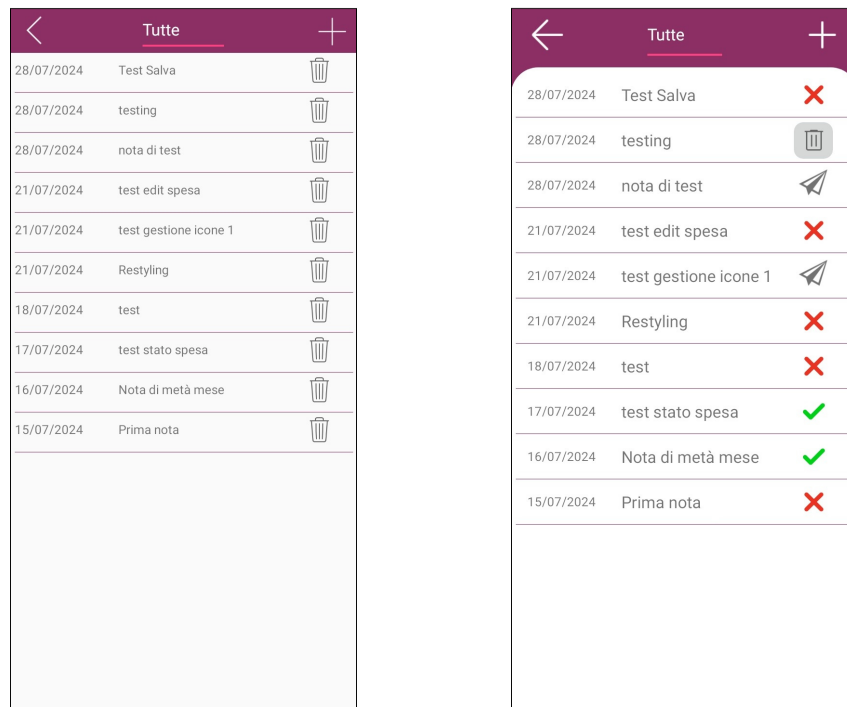 Tutte
28/07/2024 Test Salva
28/07/2024 testing
28/07/2024 nota di test
21/07/2024 test edit spesa
21/07/2024 test gestione icone 1
21/07/2024 Restyling
18/07/2024 test
17/07/2024 test stato spesa
16/07/2024 Nota di metà mese
15/07/2024 Prima nota
Tutte
28/07/2024 Test Salva
28/07/2024 testing
28/07/2024 nota di test
21/07/2024 test edit spesa
21/07/2024 test gestione icone 1
21/07/2024 Restyling
18/07/2024 test
17/07/2024 test stato spesa
16/07/2024 Nota di metà mese
15/07/2024 Prima nota